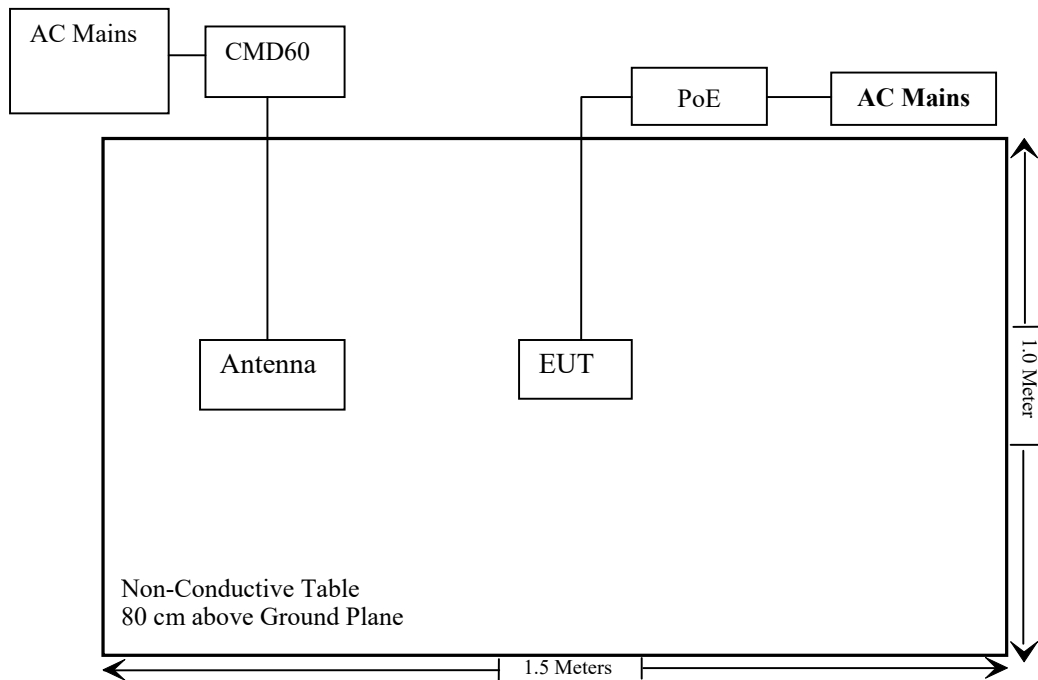 AC Mains
CMD60
PoE
AC Mains
Antenna
EUT
1.0 Meter
Non-Conductive Table
80 cm above Ground Plane
1.5 Meters